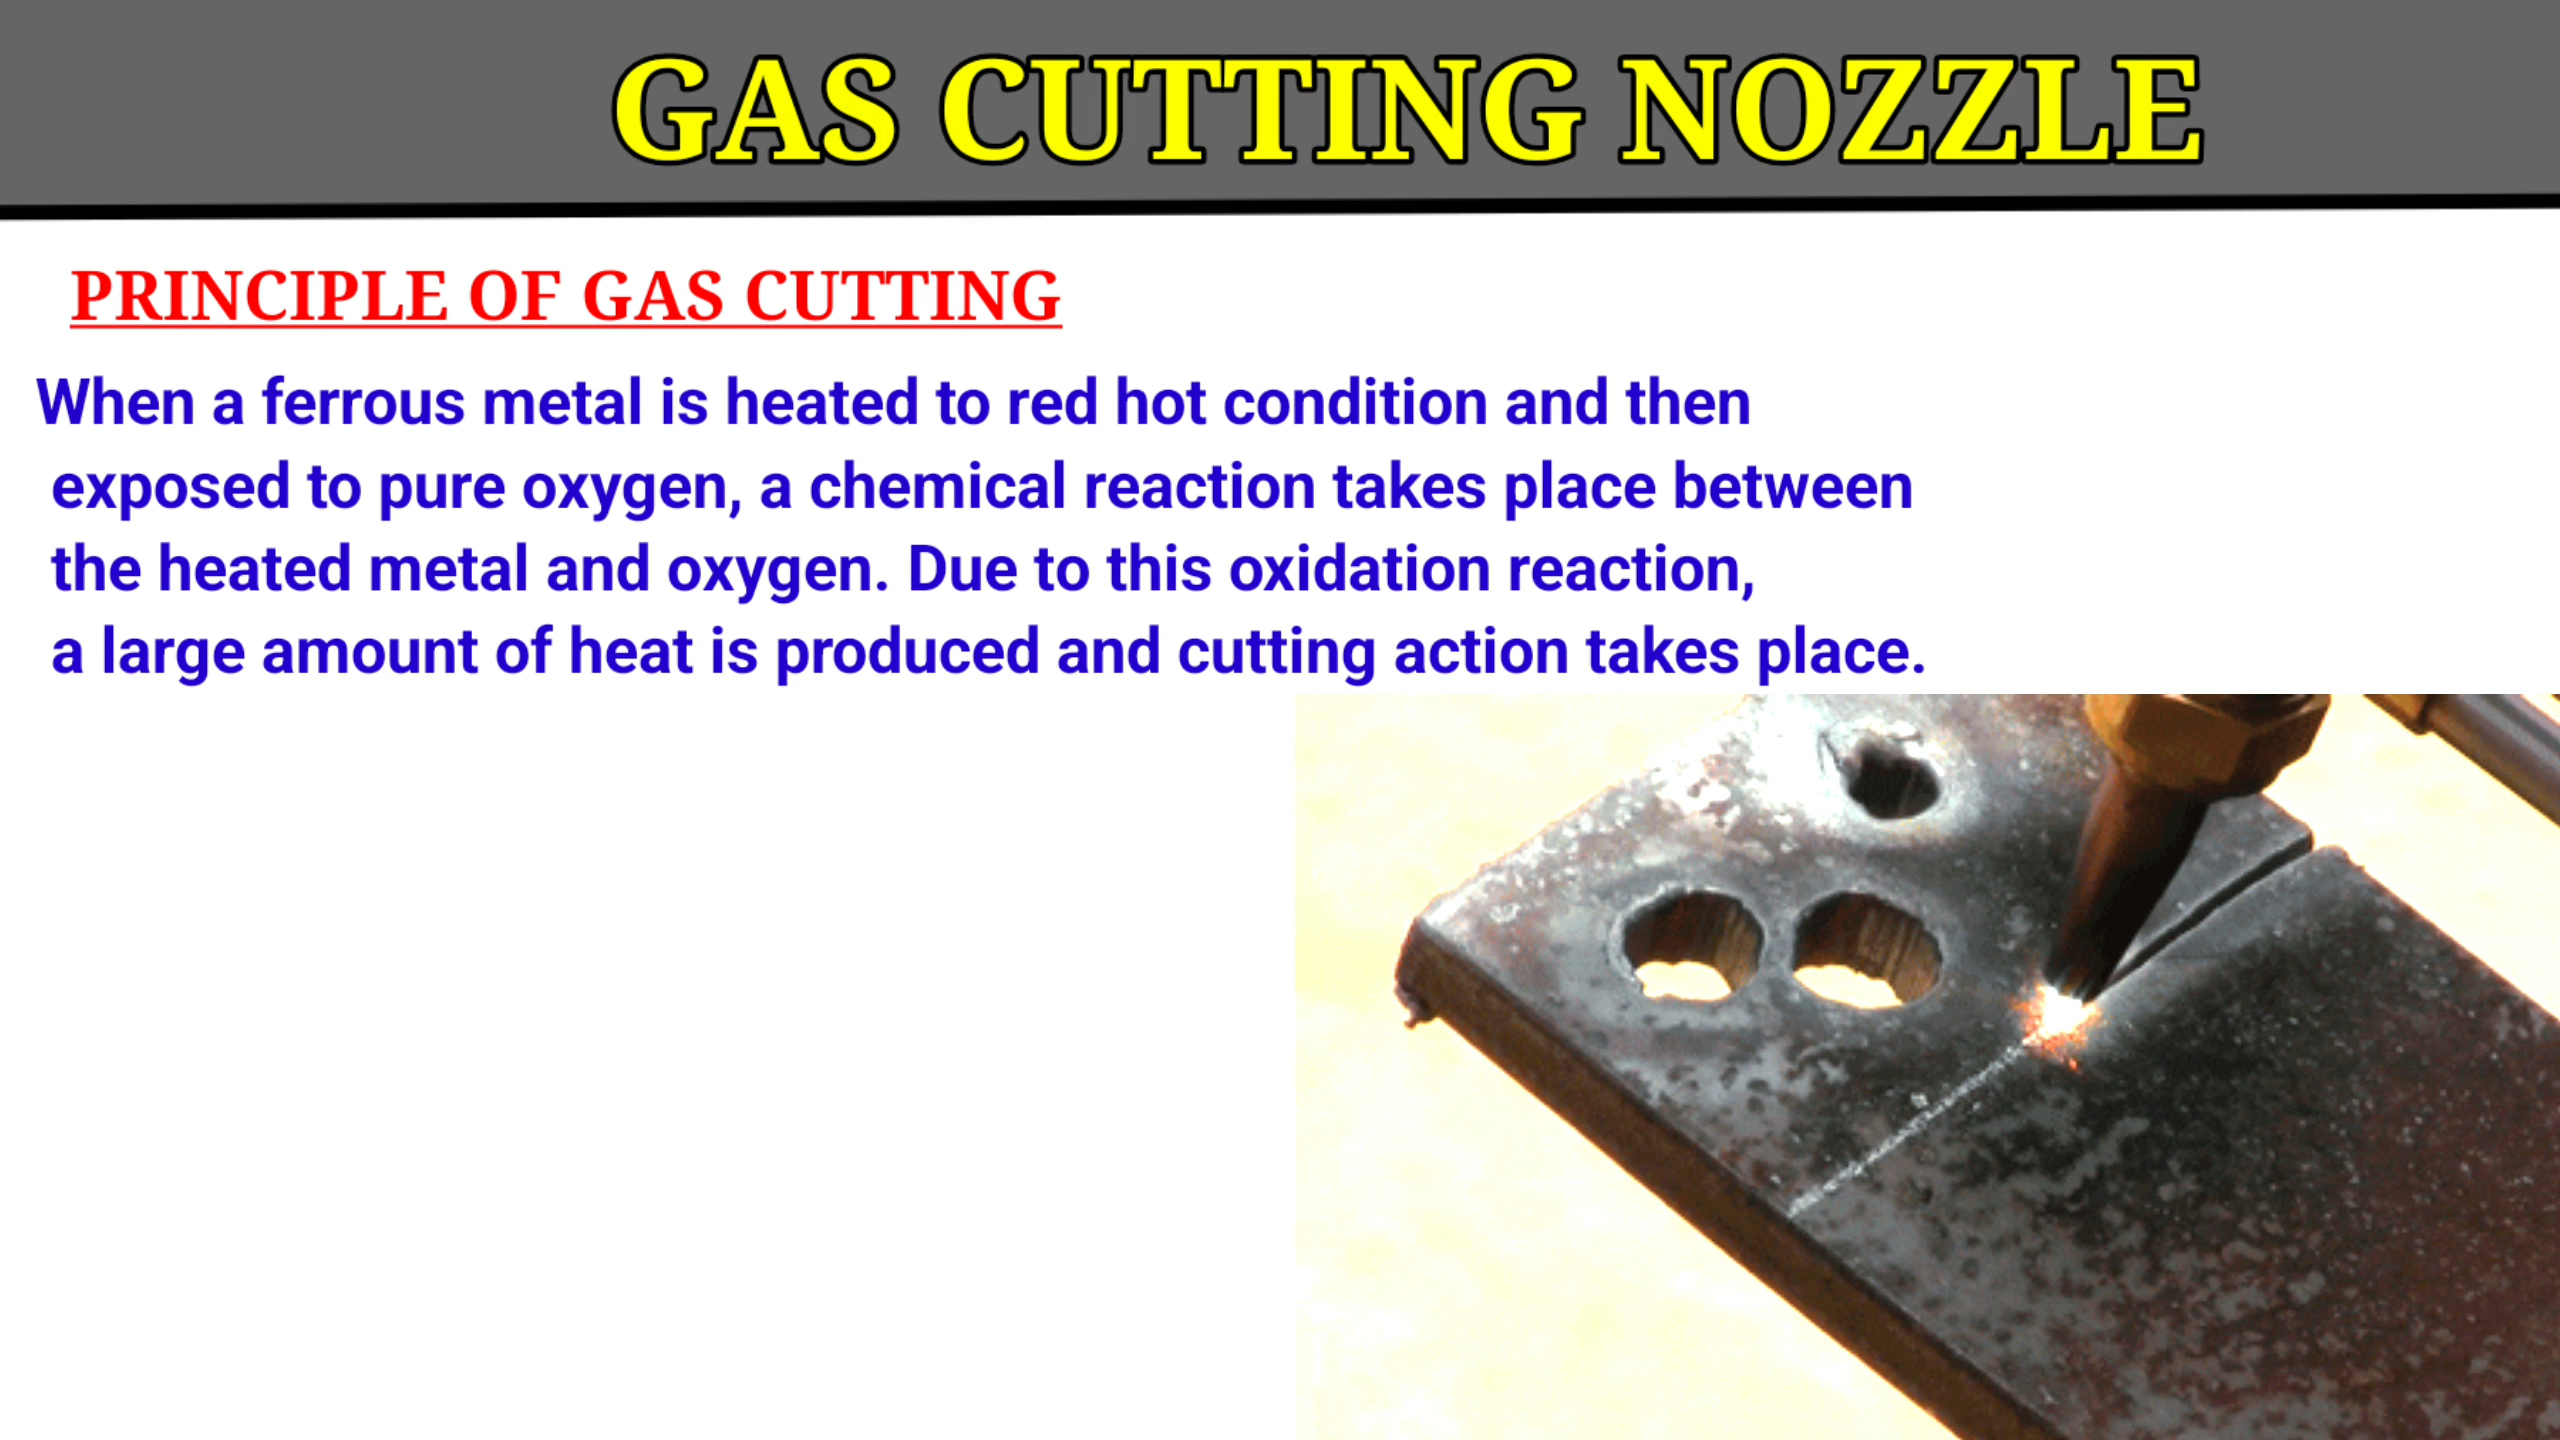 GAS CUTTING NOZZLE
PRINCIPLE OF GAS CUTTING
When a ferrous metal is heated to red hot condition and then
exposed to pure oxygen, a chemical reaction takes place between
the heated metal and oxygen. Due to this oxidation reaction,
a large amount of heat is produced and cutting action takes place.